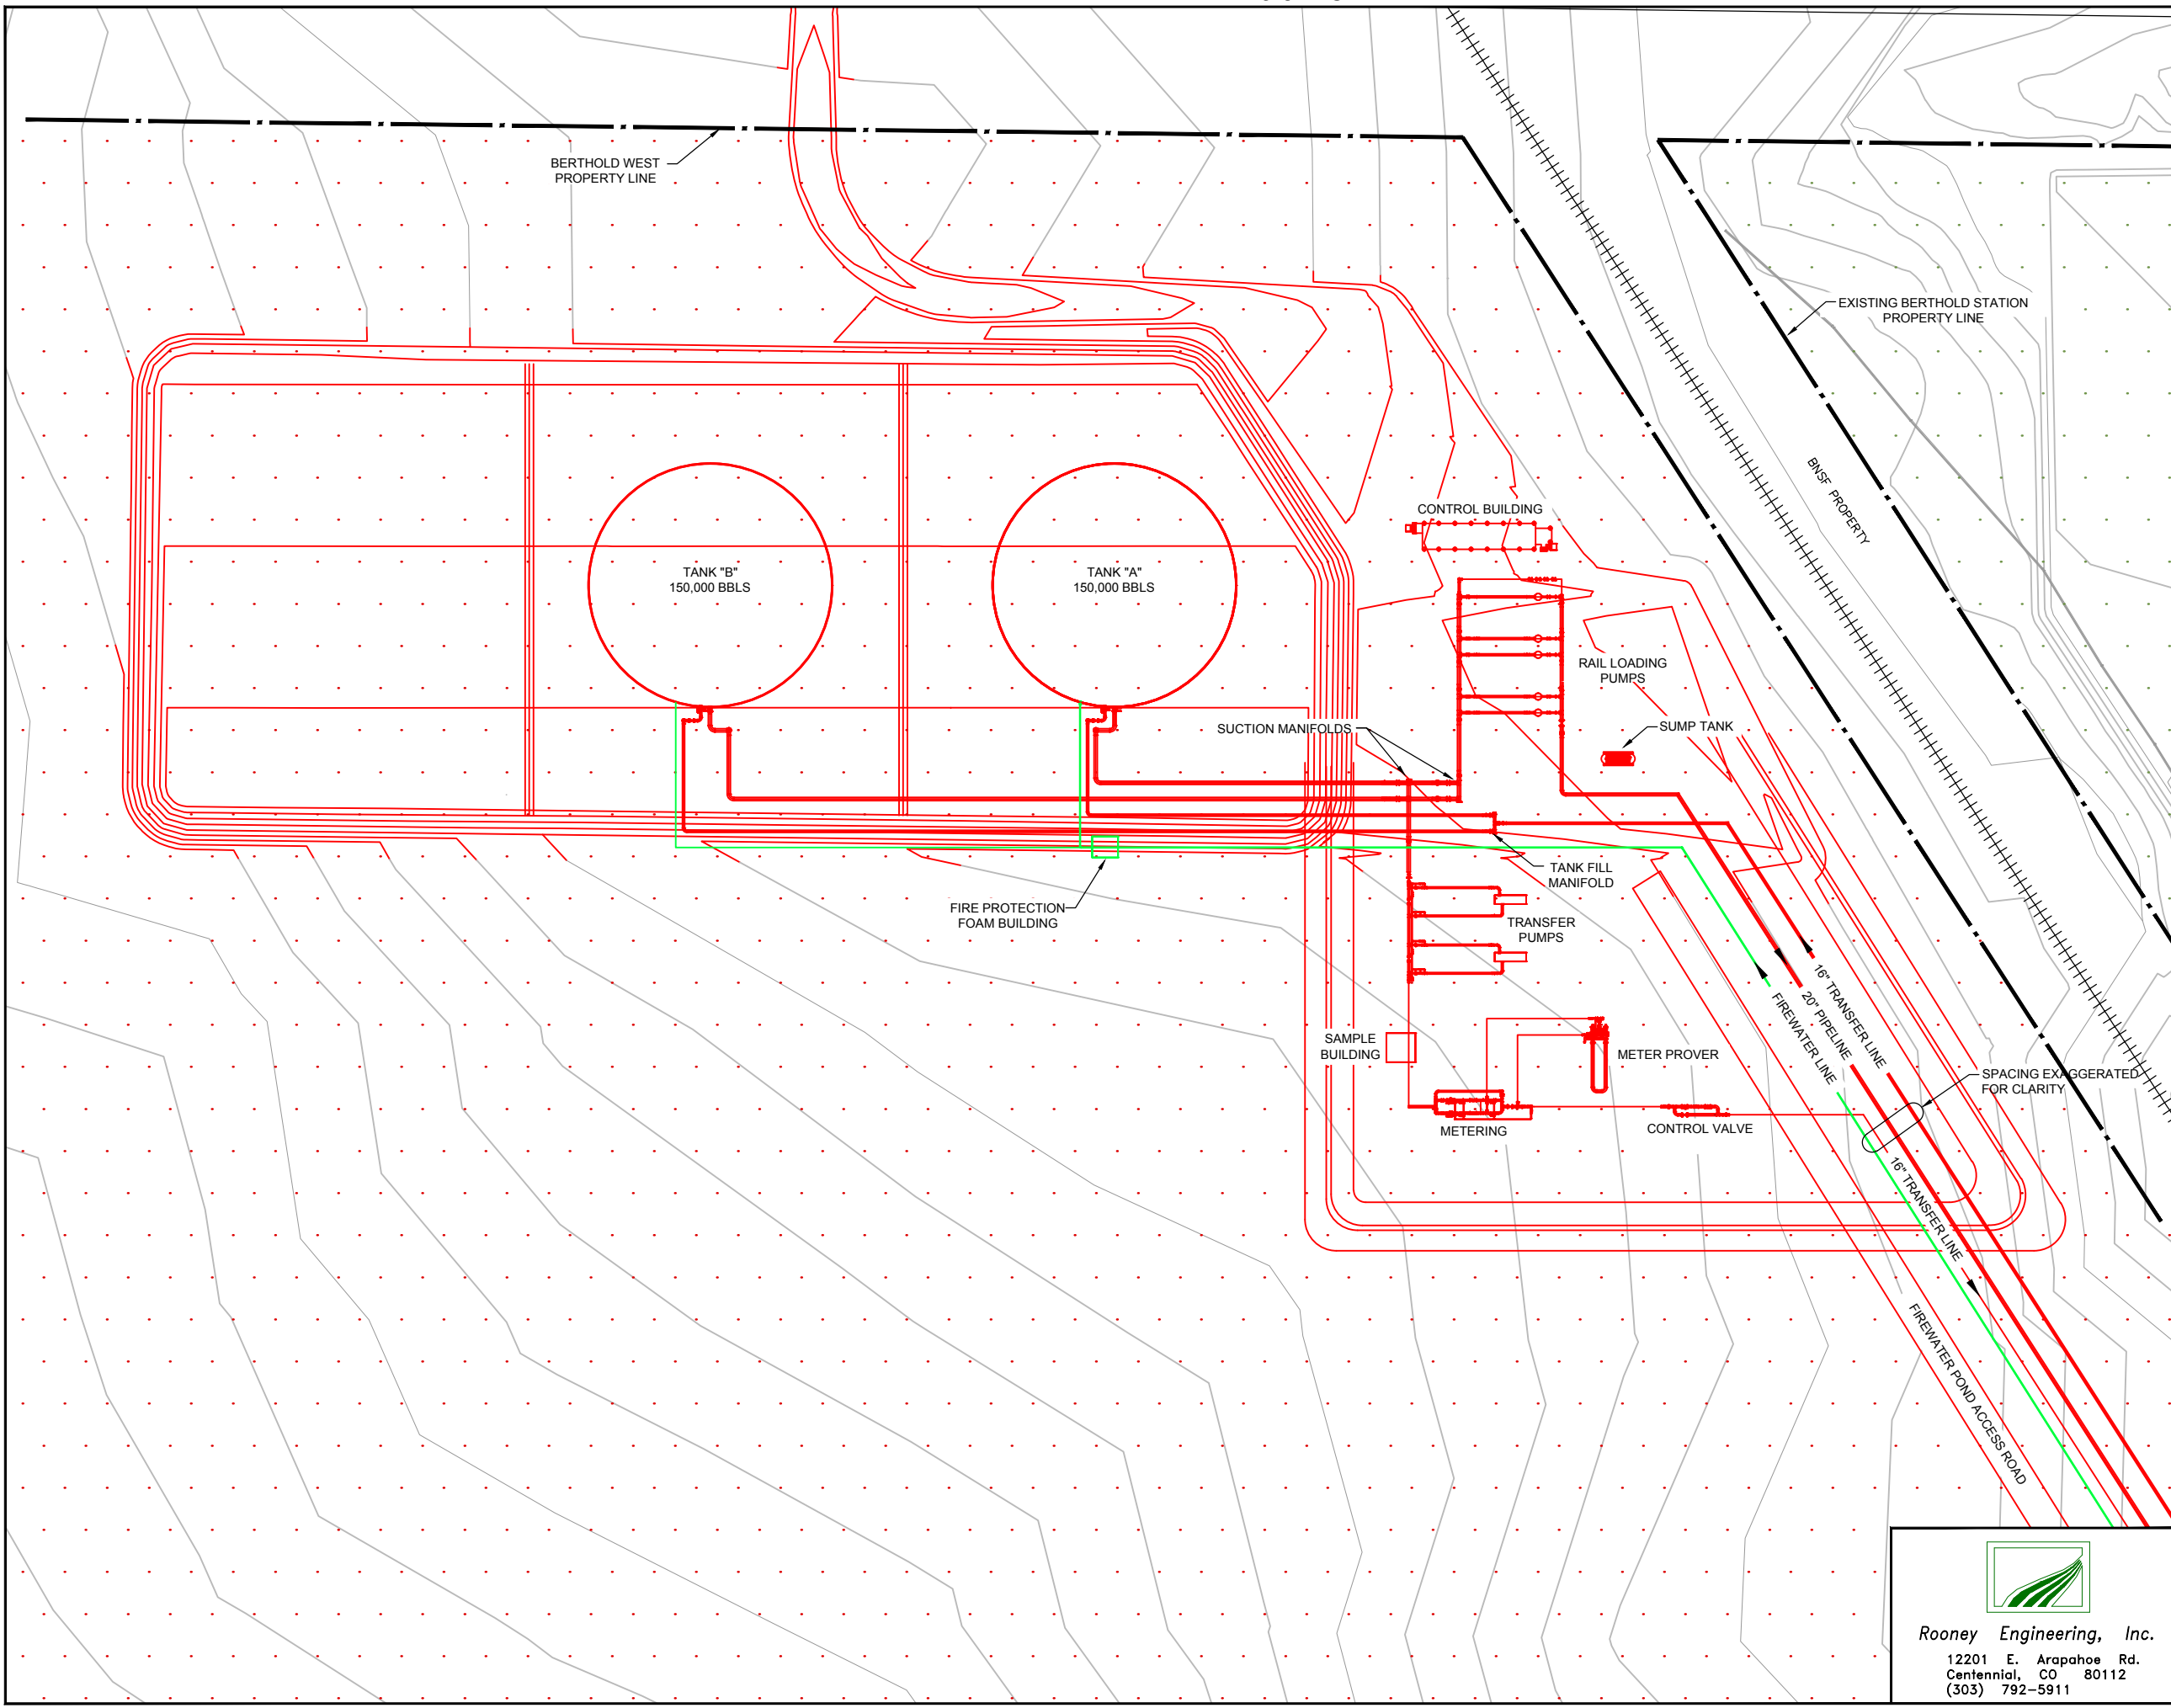 BERTHOLD WEST
PROPERTY LINE
EXISTING BERTHOLD STATION
PROPERTY LINE
BNSF PROPERTY
CONTROL BUILDING
TANK "B"
150,000 BBLS
TANK "A"
150,000 BBLS
RAIL LOADING
PUMPS
SUCTION MANIFOLDS
SUMP TANK
TANK FILL
MANIFOLD
FIRE PROTECTION
FOAM BUILDING
TRANSFER
PUMPS
16" TRANSFER LINE
20" PIPELINE
FIREWATER LINE
SAMPLE
BUILDING
METER PROVER
SPACING EXAGGERATED
FOR CLARITY
METERING
CONTROL VALVE
16" TRANSFER LINE
FIREWATER POND ACCESS ROAD
Rooney Engineering, Inc.
12201 E. Arapahoe Rd.
Centennial, CO 80112
(303) 792-5911